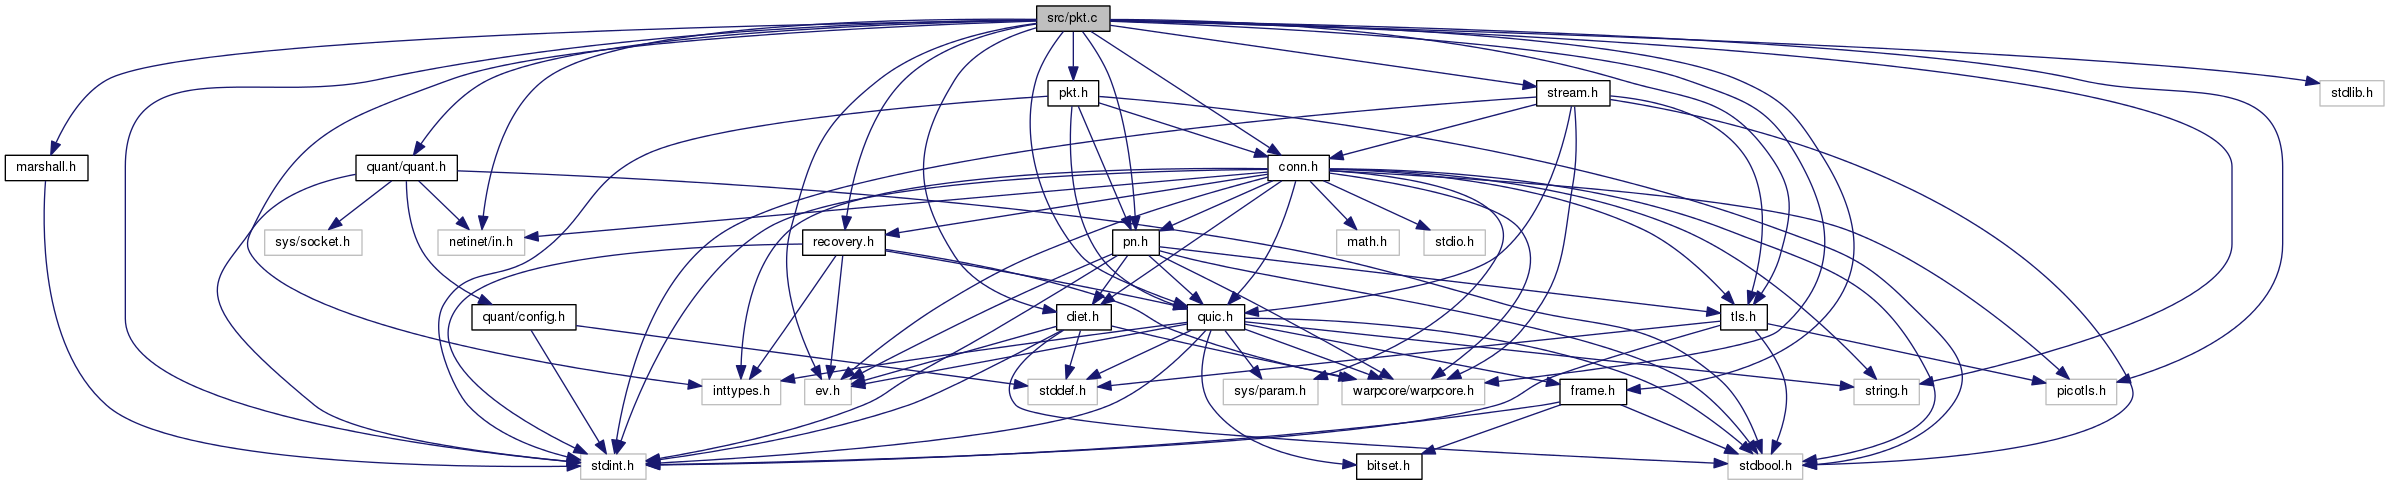 src/pkt.c
pkt.h
stream.h
stdlib.h
marshall.h
quant/quant.h
conn.h
sys/socket.h
netinet/in.h
recovery.h
pn.h
math.h
stdio.h
quant/config.h
diet.h
quic.h
tls.h
inttypes.h
ev.h
stddef.h
sys/param.h
warpcore/warpcore.h
frame.h
string.h
picotls.h
stdint.h
bitset.h
stdbool.h